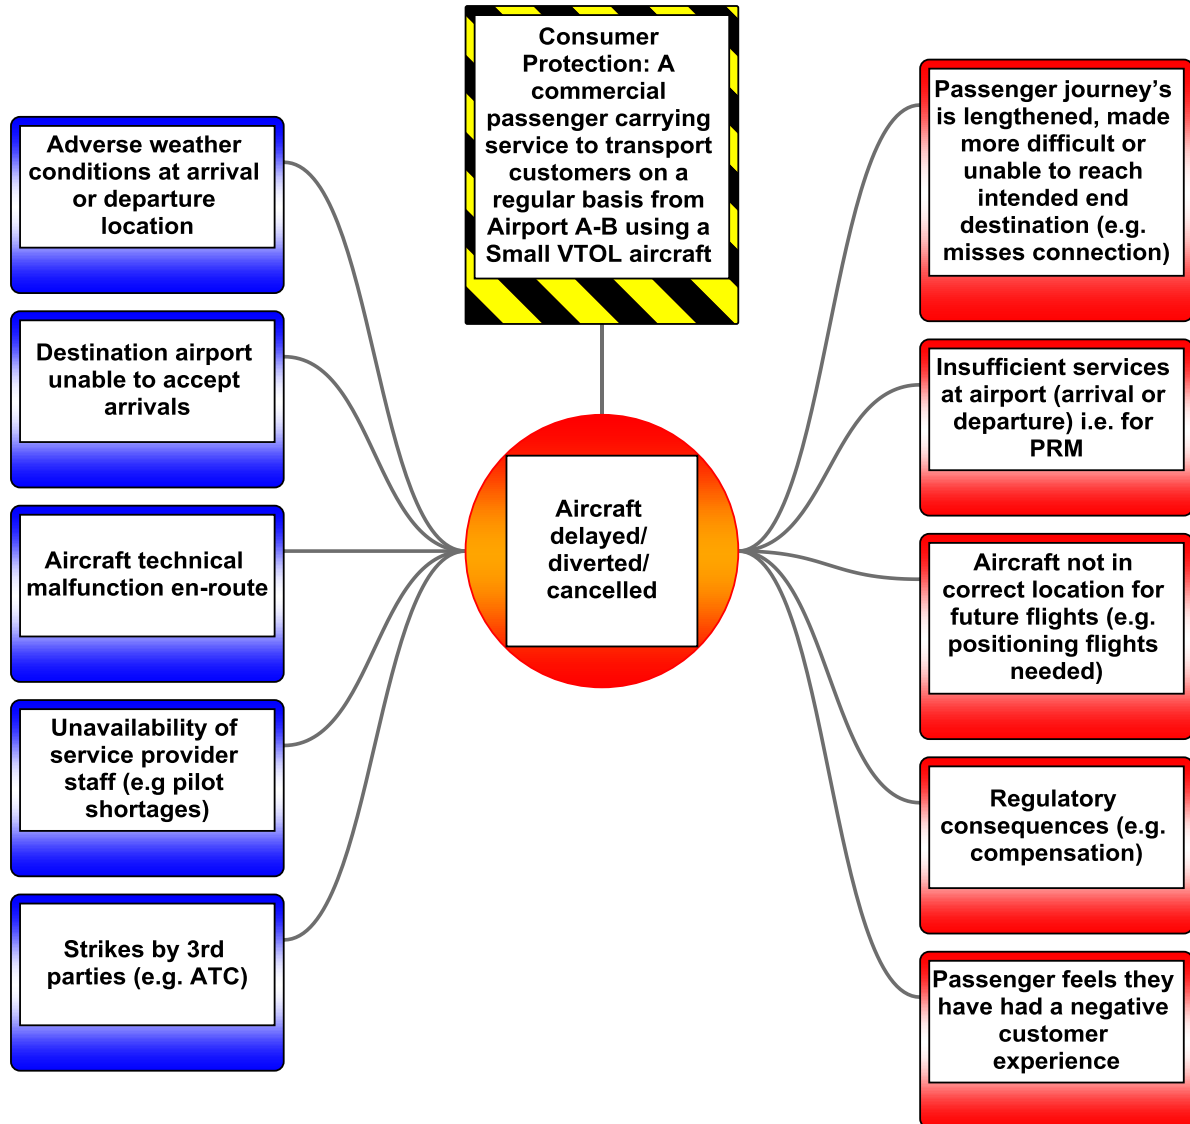 Consumer
Protection: A
commercial
passenger carrying
service to transport
customers on a
regular basis from
Airport A-B using a
Small VTOL aircraft
Adverse weather
conditions at arrival
or departure
location
Destination airport
unable to accept
arrivals
Aircraft technical
malfunction en-route
Unavailability of
service provider
staff (e.g pilot
shortages)
Strikes by 3rd
parties (e.g. ATC)
Aircraft
delayed/
diverted/
cancelled
Passenger journey’s
is lengthened, made
more difficult or
unable to reach
intended end
destination (e.g.
misses connection)
Insufficient services
at airport (arrival or
departure) i.e. for
PRM
Aircraft not in
correct location for
future flights (e.g.
positioning flights
needed)
Regulatory
consequences (e.g.
compensation)
Passenger feels they
have had a negative
customer
experience